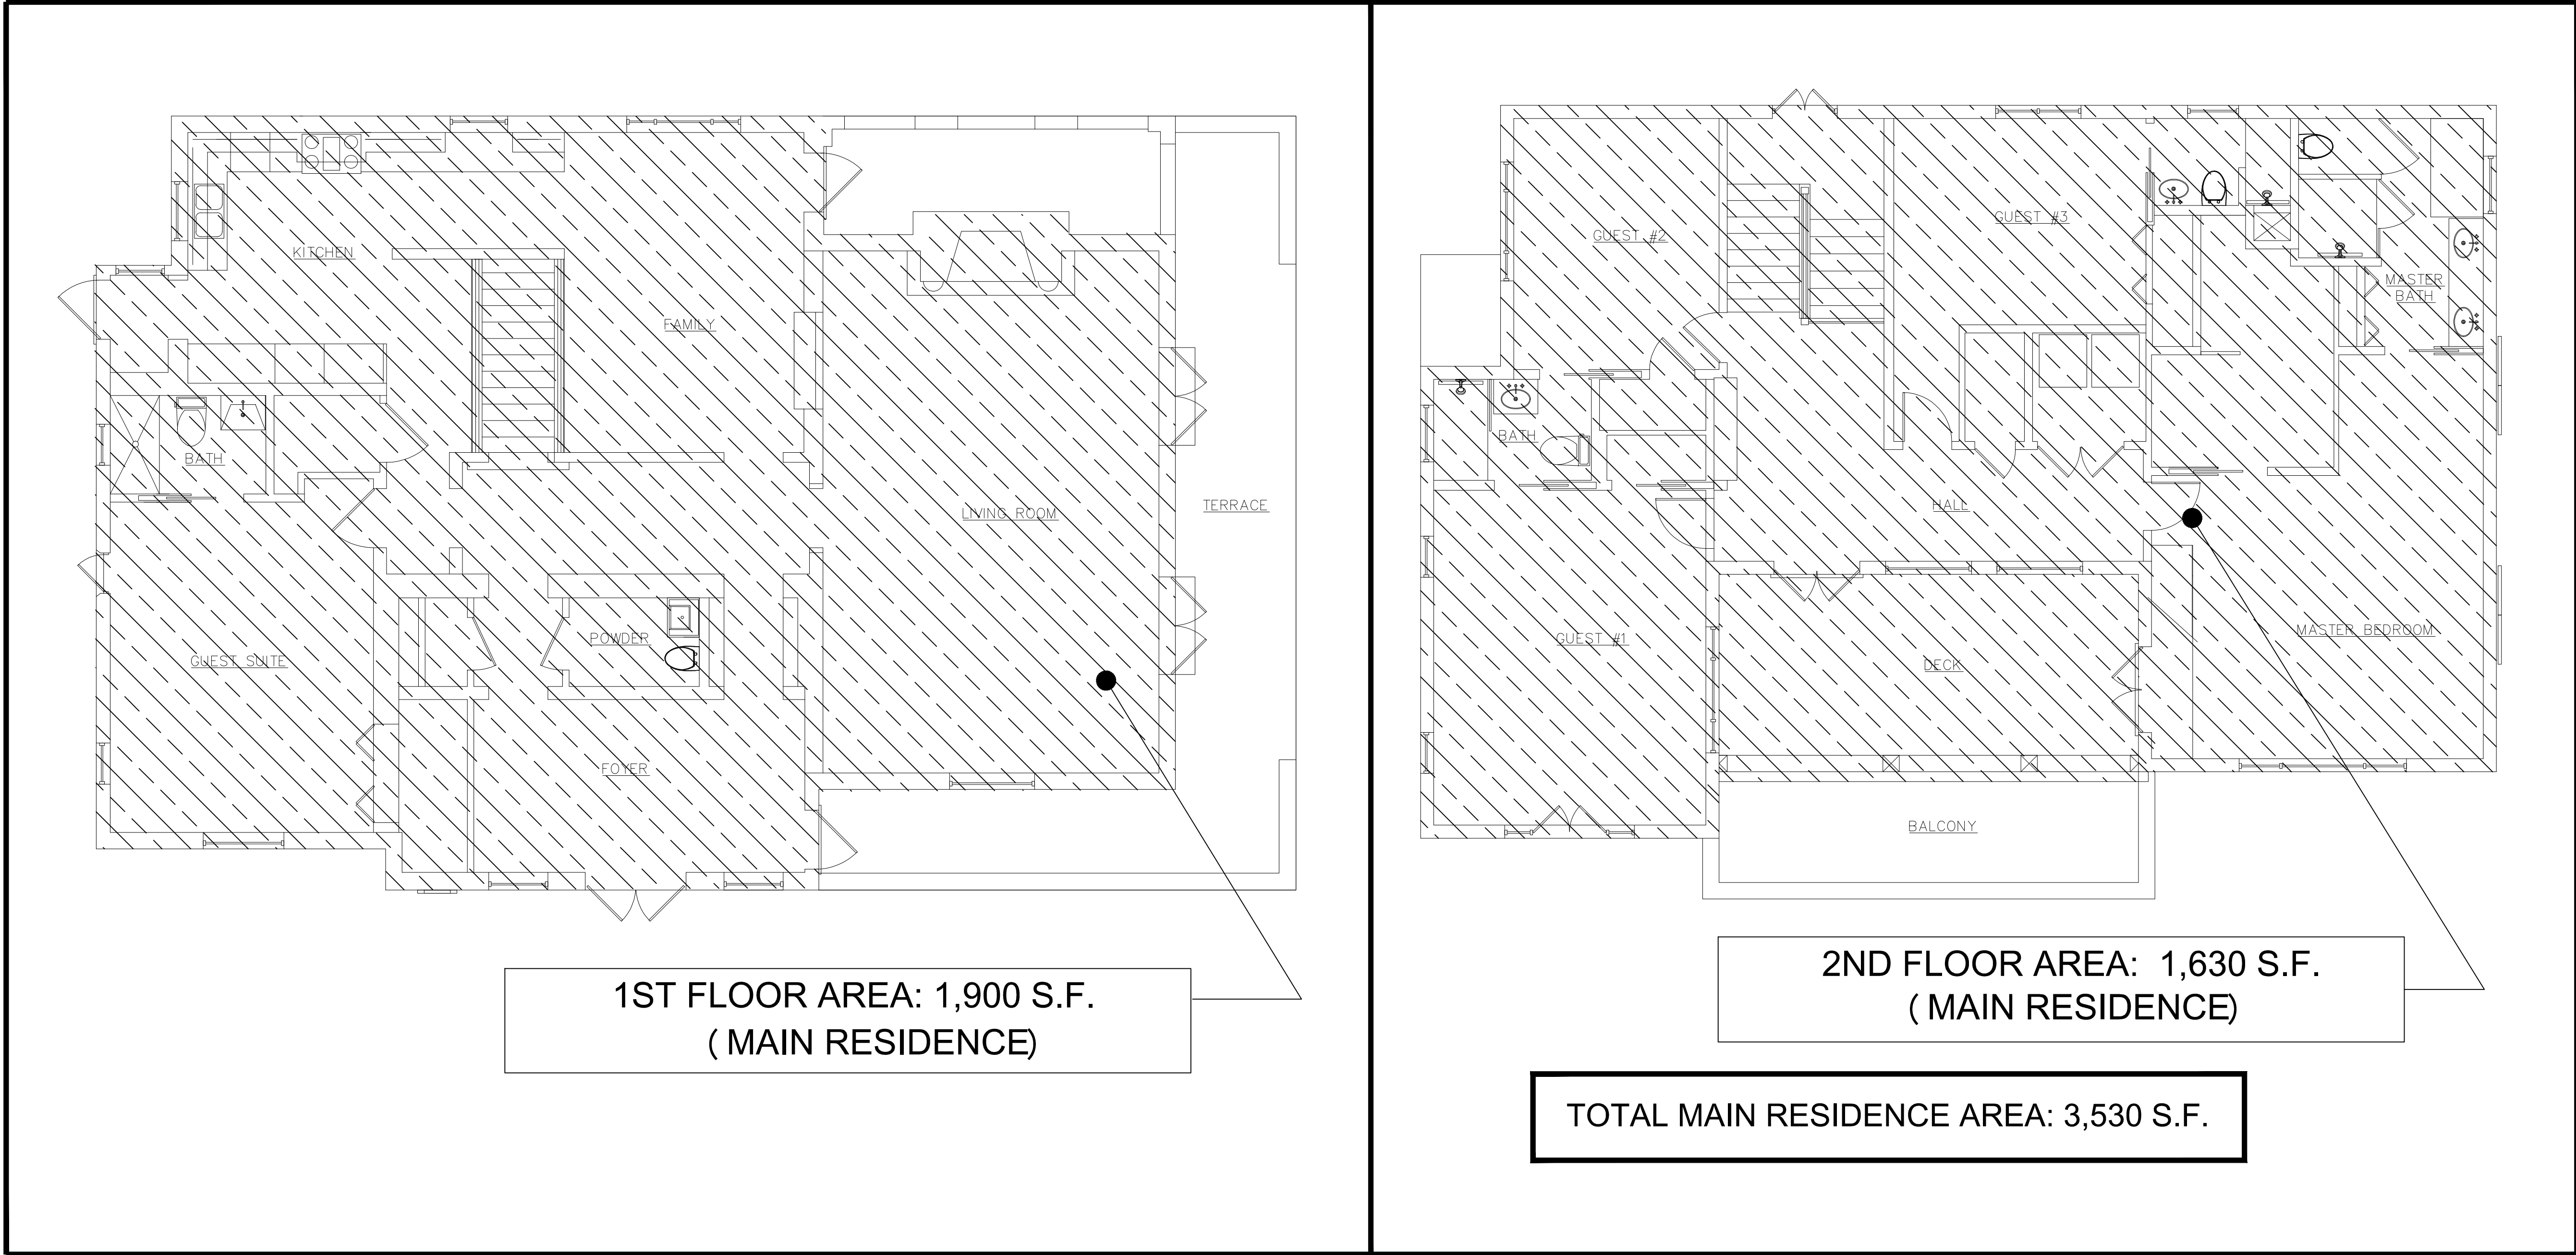 KITCHEN
FAMILY
BATH
LIVING ROOM
TERRACE
POWDER
GUEST SUITE
FOYER
1ST FLOOR AREA: 1,900 S.F.
( MAIN RESIDENCE)
GUEST #2
GUEST #3
MASTER
BATH
BATH
HALL
GUEST #1
MASTER BEDROOM
DECK
BALCONY
2ND FLOOR AREA: 1,630 S.F.
( MAIN RESIDENCE)
TOTAL MAIN RESIDENCE AREA: 3,530 S.F.